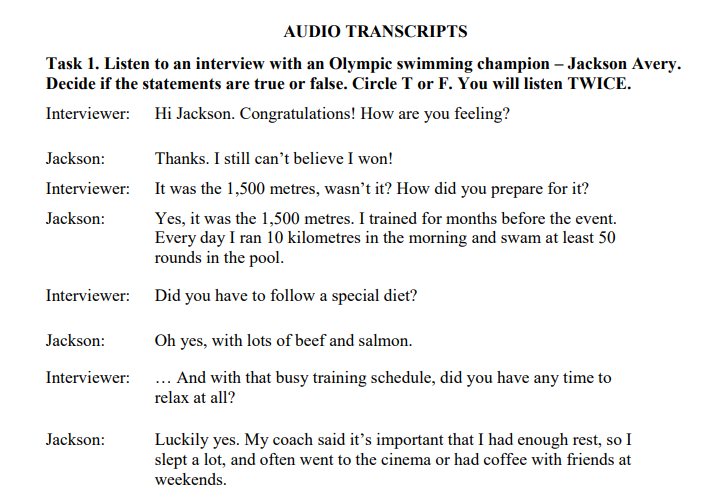 AUDIO TRANSCRIPTS
Task 1. Listen to an interview with an Olympic swimming champion – Jackson Avery.
Decide if the statements are true or false. Circle T or F. You will listen TWICE.
Interviewer: Hi Jackson. Congratulations! How are you feeling?
Jackson: Thanks. I still can’t believe I won!
Interviewer: It was the 1,500 metres, wasn’t it? How did you prepare for it?
Jackson: Yes, it was the 1,500 metres. I trained for months before the event.
Every day I ran 10 kilometres in the morning and swam at least 50
rounds in the pool.
Interviewer: Did you have to follow a special diet?
Jackson: Oh yes, with lots of beef and salmon.
Interviewer: … And with that busy training schedule, did you have any time to
relax at all?
Jackson: Luckily yes. My coach said it’s important that I had enough rest, so I
slept a lot, and often went to the cinema or had coffee with friends at
weekends.